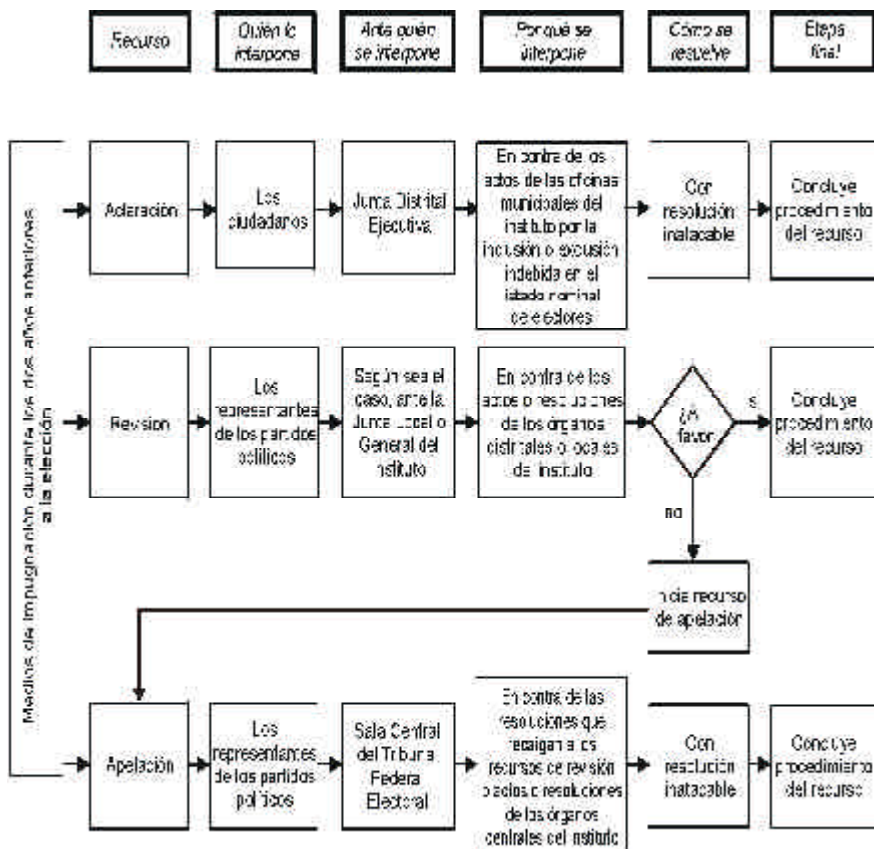 Recurso
Quién lo
interpone
Ante quién
se interpone
Por qué se
interpone
Cómo se
resuelve
Etapa
final
Medios de impugnación durante los dos años anteriores
a la elección
Aclaración
Los
ciudadanos
Junta Distrital
Ejecutiva
En contra de los
actos de las oficinas
municipales del
instituto por la
inclusión o exclusión
indebida en el
listado nominal
de electores
Con
resolución
inatacable
Concluye
procedimiento
del recurso
Revisión
Los
representantes
de los partidos
políticos
Según sea el
caso, ante la
Junta Local o
General del
Instituto
En contra de los
actos o resoluciones
de los órganos
distritales o locales
del instituto
¿A
favor
si
Concluye
procedimiento
del recurso
no
Inicia recurso
de apelación
Apelación
Los
representantes
de los partidos
políticos
Sala Central
del Tribunal
Federal
Electoral
En contra de las
resoluciones que
recaigan a los
recursos de revisión
o actos o resoluciones
de los órganos
centrales del instituto
Con
resolución
inatacable
Concluye
procedimiento
del recurso